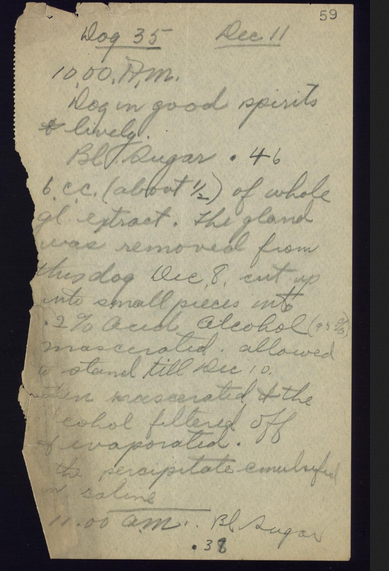 59
Dog 35 Dec 11
10.00. A.M.
Dog in good spirits
& lively.
Bl Sugar .46
6 c.c. (about ½) of whole
gl. extract. The gland
was removed from
this dog Dec 8, cut up
into small pieces into
.2% Acid, Alcohol (95%)
mascerated. allowed
to stand till Dec 10.
then mascerated & the
alcohol filtered off
& evaporated.
the percipitate emulsified
in saline
11.00 a.m. Bl Sugar
.38